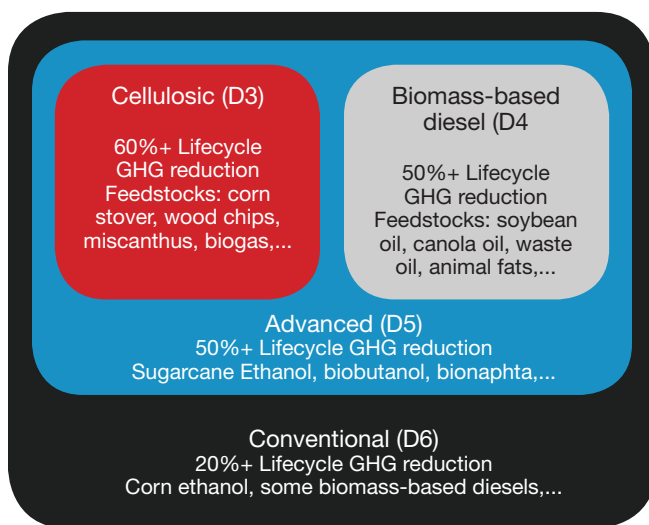 Cellulosic (D3)
60%+ Lifecycle
GHG reduction
Feedstocks: corn
stover, wood chips,
miscanthus, biogas,...
Biomass-based
diesel (D4
50%+ Lifecycle
GHG reduction
Feedstocks: soybean
oil, canola oil, waste
oil, animal fats,...
Advanced (D5)
50%+ Lifecycle GHG reduction
Sugarcane Ethanol, biobutanol, bionaphta,...
Conventional (D6)
20%+ Lifecycle GHG reduction
Corn ethanol, some biomass-based diesels,...